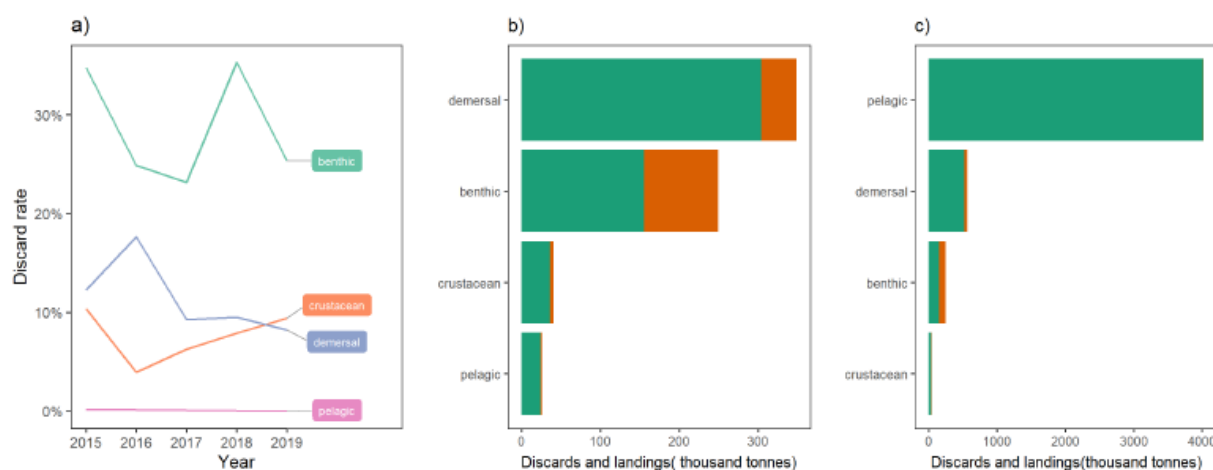 a)
Discard rate
30%
20%
10%
0%
benthic
crustacean
demersal
pelagic
2015 2016 2017 2018 2019
Year
b)
demersal
benthic
crustacean
pelagic
0 100 200 300
Discards and landings( thousand tonnes)
c)
pelagic
demersal
benthic
crustacean
0 1000 2000 3000 400
Discards and landings(thousand tonnes)